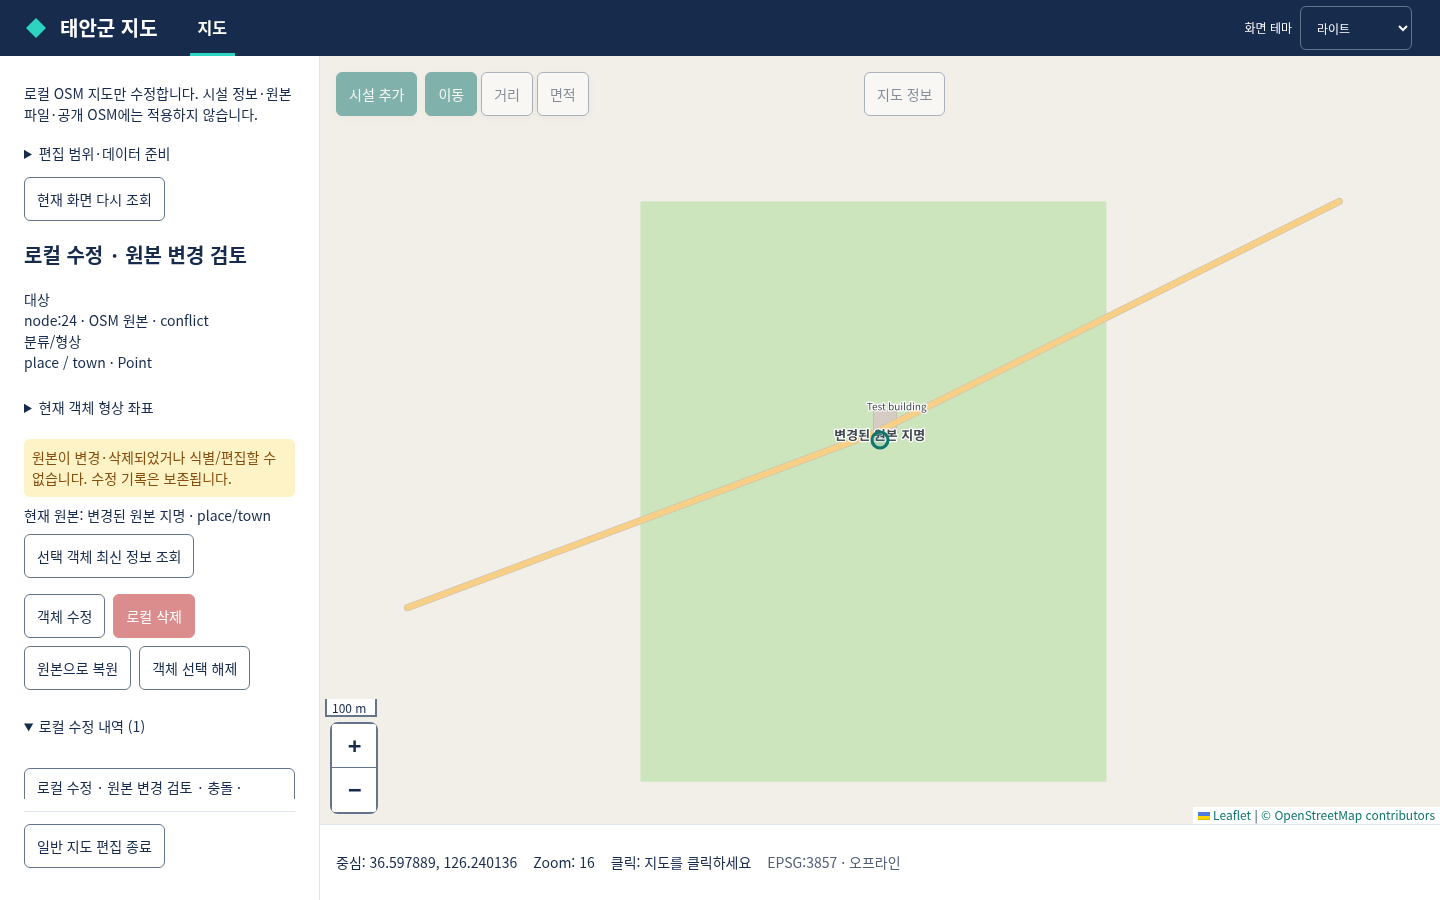 태안군 지도
지도
화면 테마
라이트
로컬 OSM 지도만 수정합니다. 시설 정보·원본
파일·공개 OSM에는 적용하지 않습니다.
▶ 편집 범위·데이터 준비
현재 화면 다시 조회
로컬 수정 · 원본 변경 검토
대상
node:24 · OSM 원본 · conflict
분류/형상
place / town · Point
▶ 현재 객체 형상 좌표
원본이 변경·삭제되었거나 식별/편집할 수
없습니다. 수정 기록은 보존됩니다.
현재 원본: 변경된 원본 지명 · place/town
선택 객체 최신 정보 조회
객체 수정
로컬 삭제
원본으로 복원
객체 선택 해제
▼ 로컬 수정 내역 (1)
로컬 수정 · 원본 변경 검토 · 충돌 ·
일반 지도 편집 종료
시설 추가
이동
거리
면적
지도 정보
Test building
변경된 원본 지명
100 m
+
−
Leaflet | © OpenStreetMap contributors
중심: 36.597889, 126.240136
Zoom: 16
클릭: 지도를 클릭하세요
EPSG:3857 · 오프라인